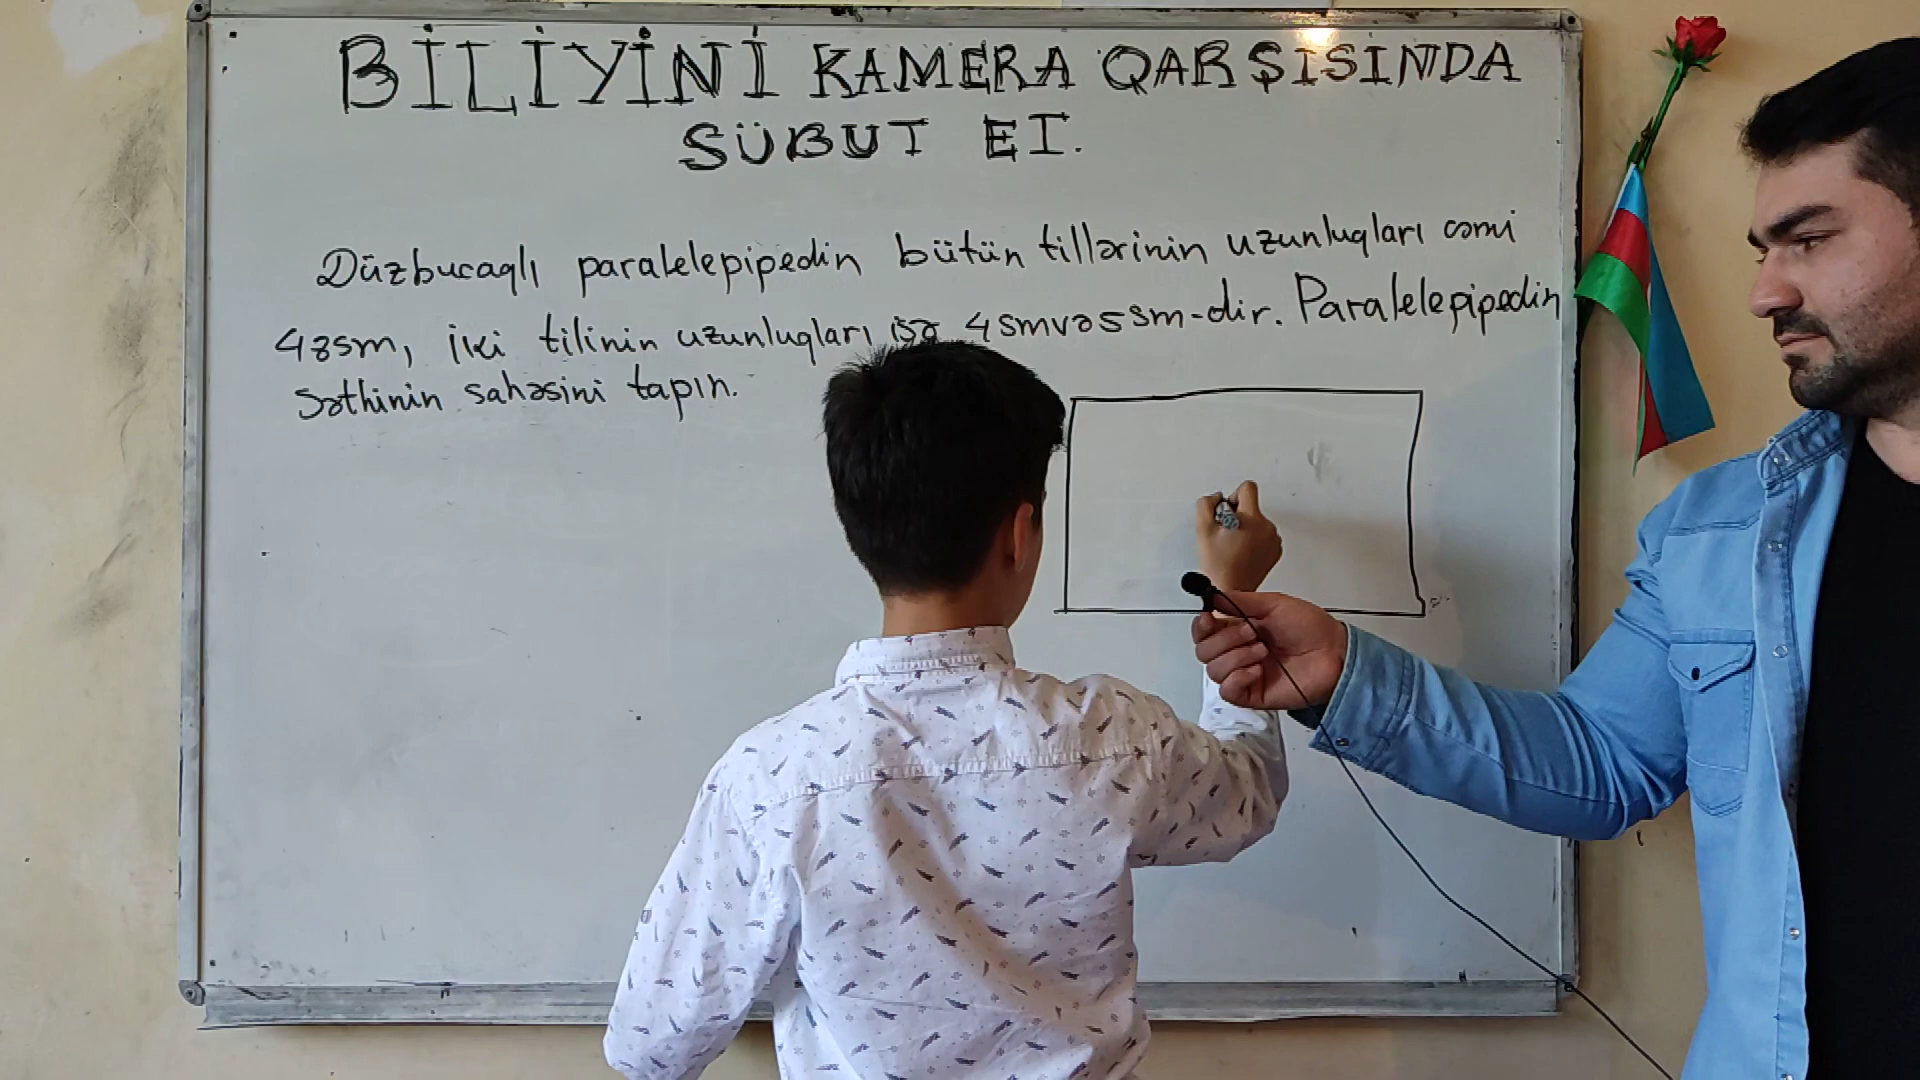 BİLİYİNİ KAMERA QARŞISINDA
SÜBUT ET.
Düzbucaqlı paralelepipedin bütün tillərinin uzunluqları cəmi
48sm, iki tilinin uzunluqları isə 4smvə5sm-dir. Paralelepipedin
səthinin sahəsini tapın.